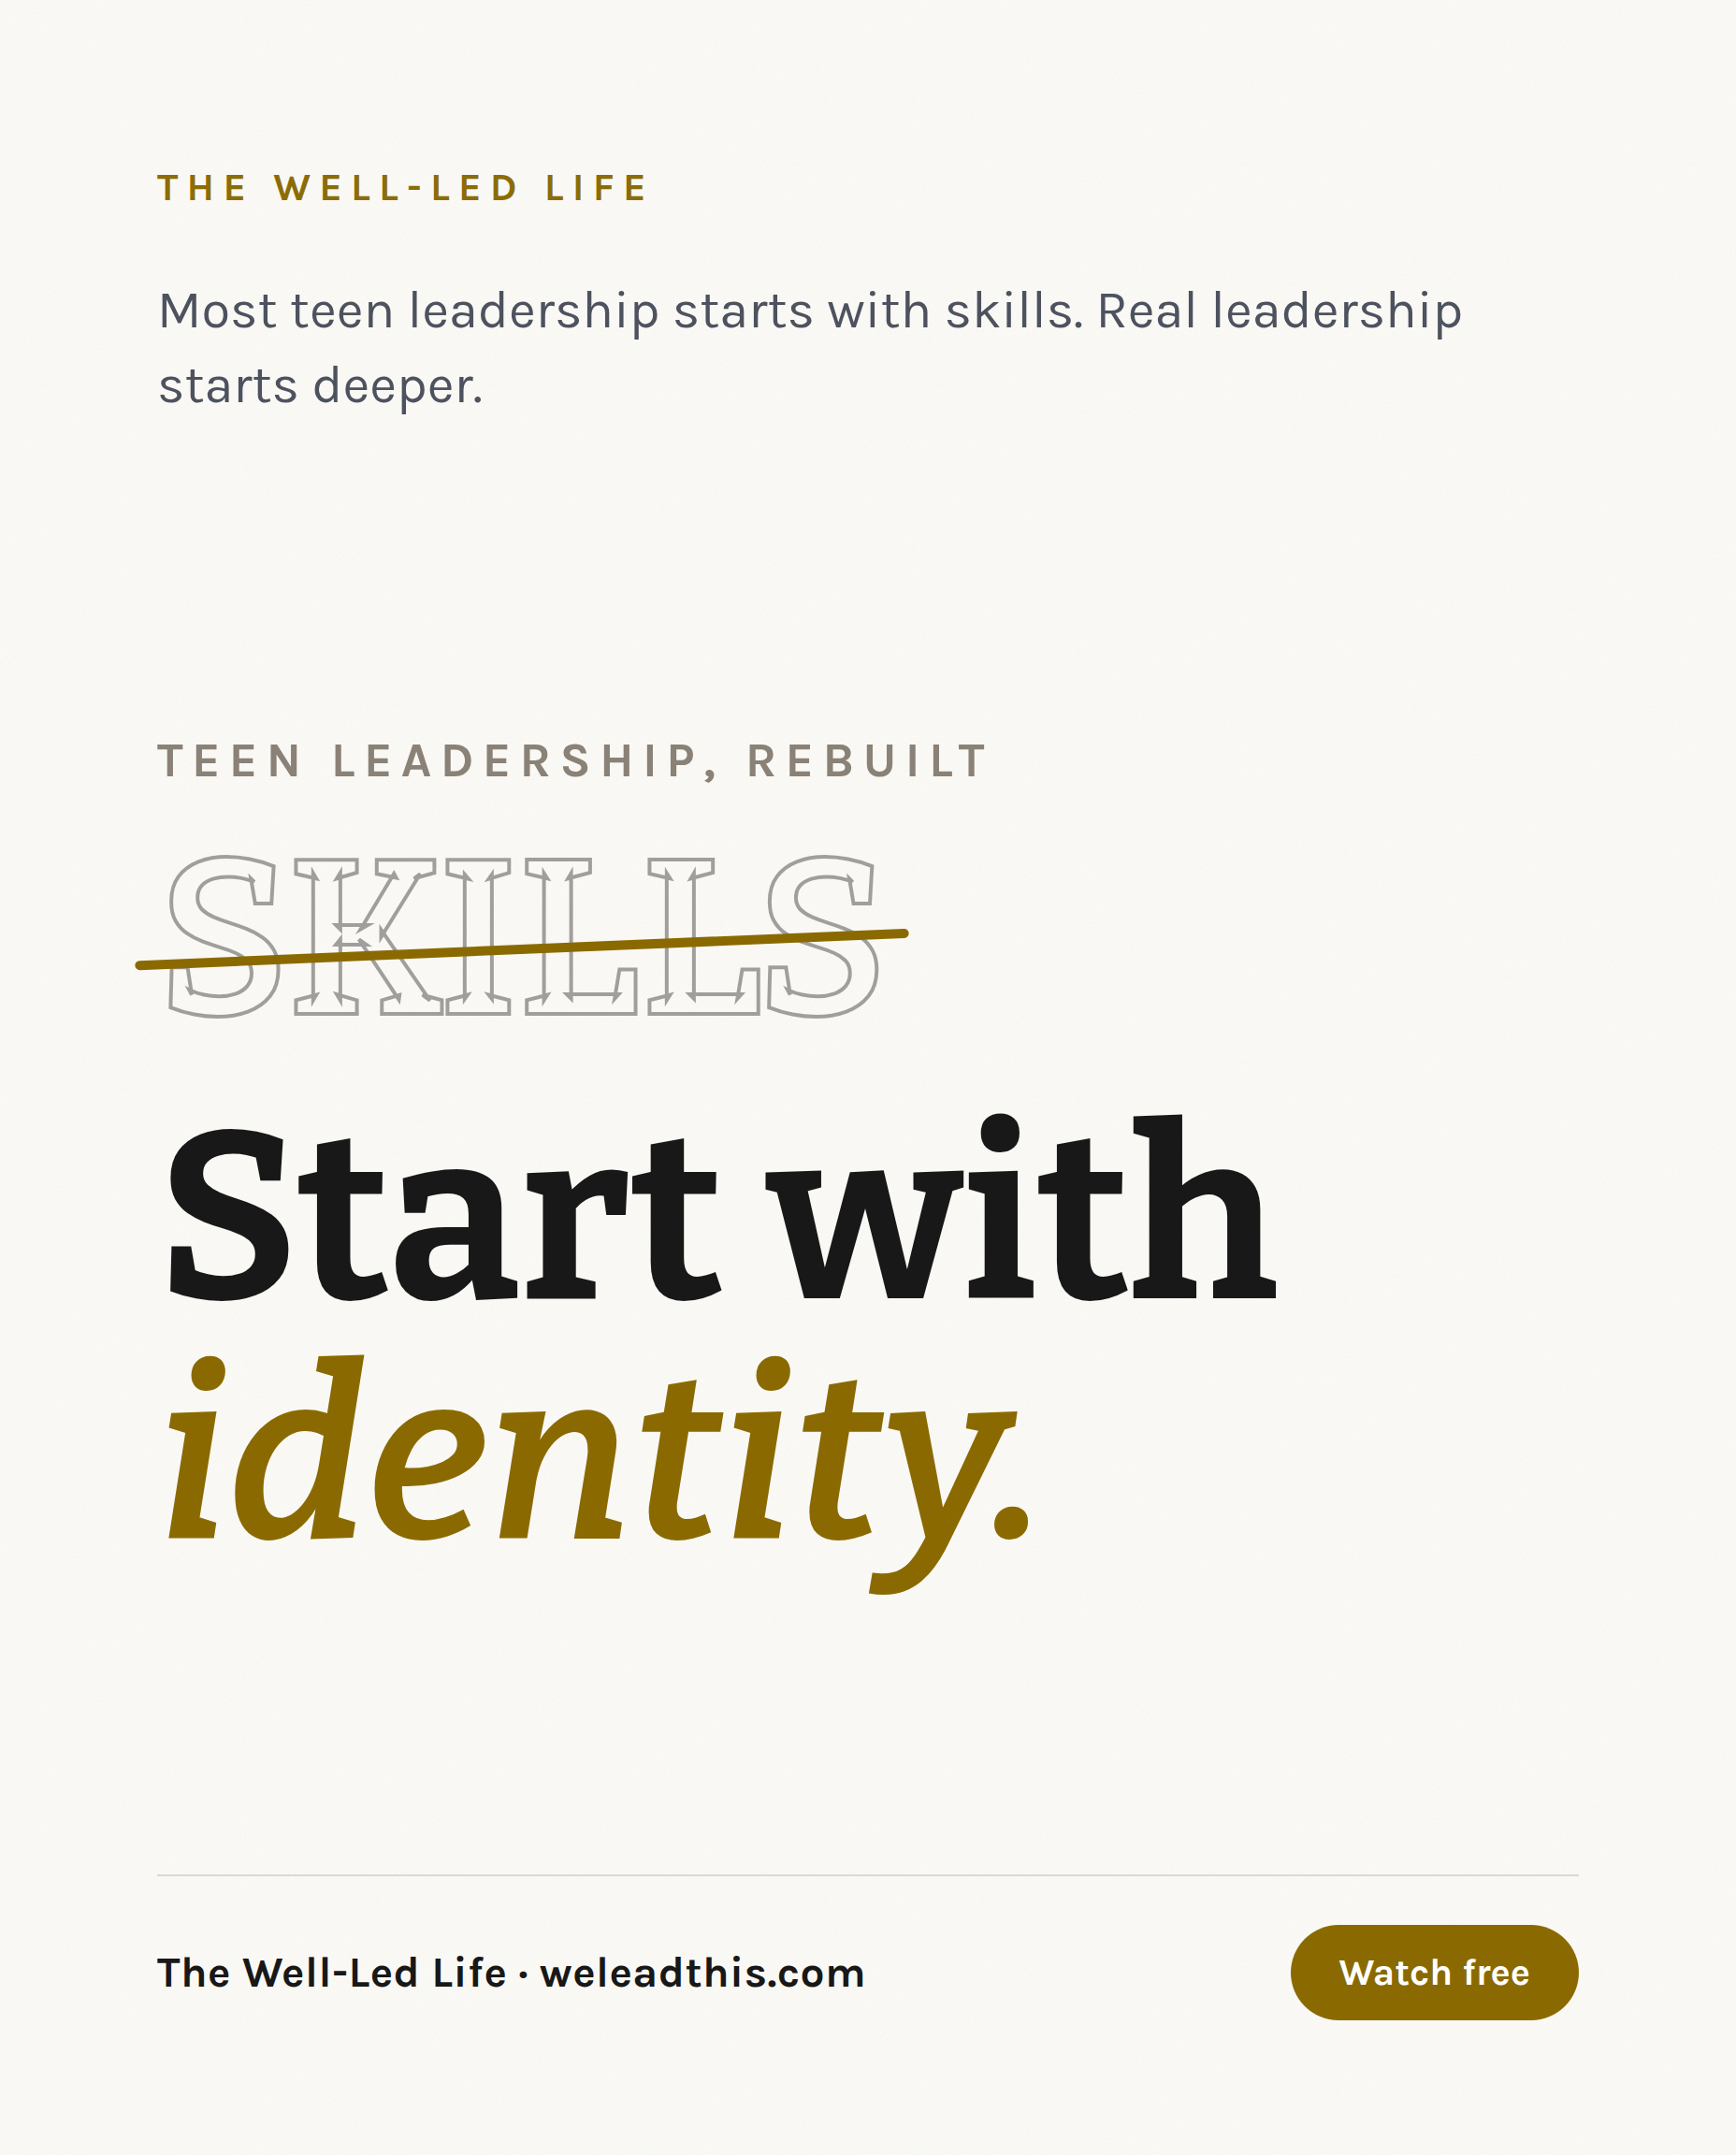 THE WELL-LED LIFE
Most teen leadership starts with skills. Real leadership
starts deeper.
TEEN LEADERSHIP, REBUILT
SKILLS
Start with
identity.
The Well-Led Life · weleadthis.com
Watch free